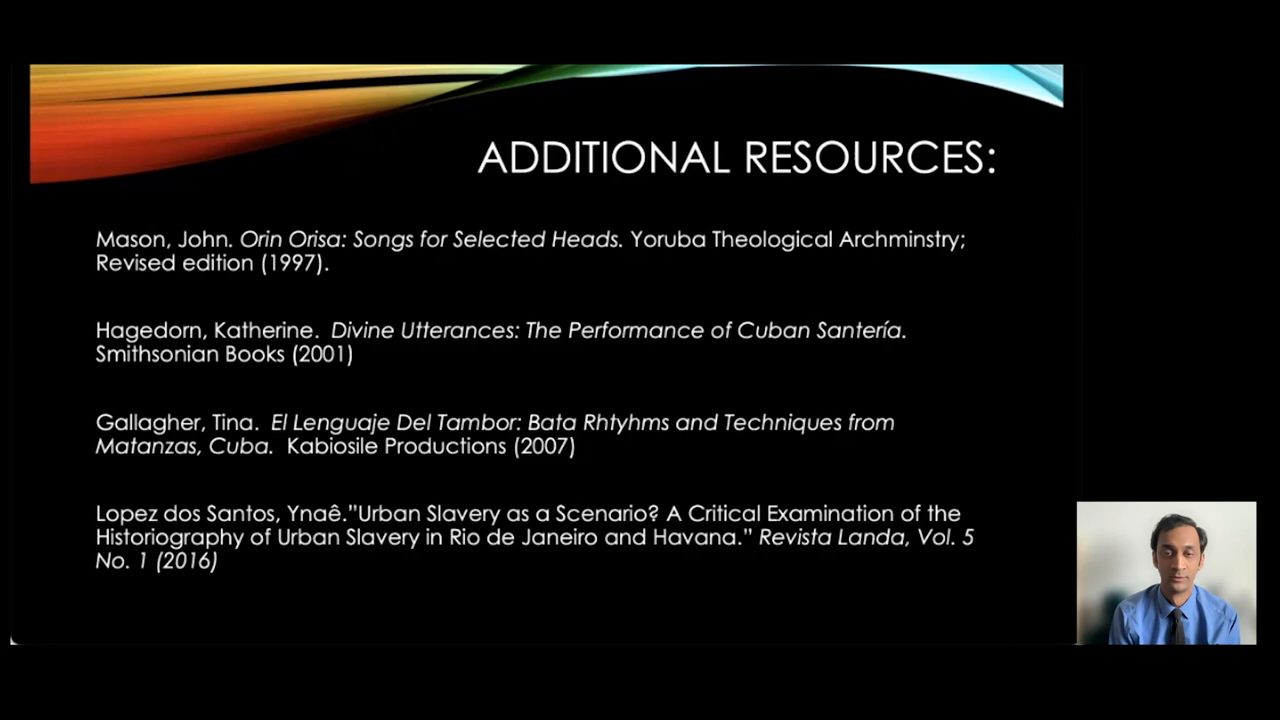 ADDITIONAL RESOURCES:
Mason, John. Orin Orisa: Songs for Selected Heads. Yoruba Theological Archminstry;
Revised edition (1997).
Hagedorn, Katherine.  Divine Utterances: The Performance of Cuban Santería.
Smithsonian Books (2001)
Gallagher, Tina.  El Lenguaje Del Tambor: Bata Rhtyhms and Techniques from
Matanzas, Cuba.  Kabiosile Productions (2007)
Lopez dos Santos, Ynaê."Urban Slavery as a Scenario? A Critical Examination of the
Historiography of Urban Slavery in Rio de Janeiro and Havana." Revista Landa, Vol. 5
No. 1 (2016)